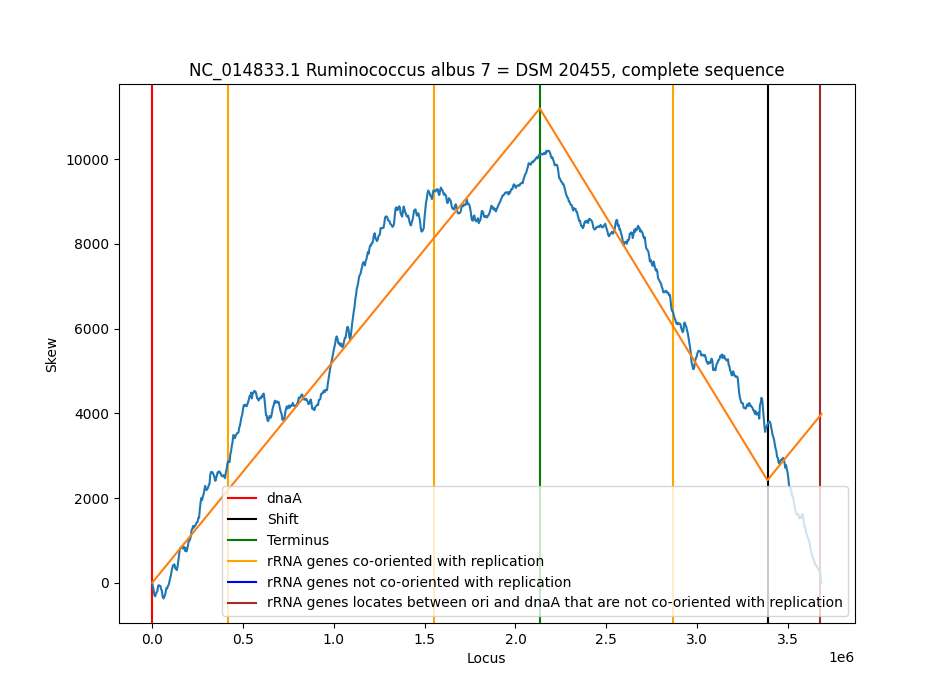 NC_014833.1 Ruminococcus albus 7 = DSM 20455, complete sequence
Skew
10000
8000
6000
4000
2000
0
dnaA
Shift
Terminus
rRNA genes co-oriented with replication
rRNA genes not co-oriented with replication
rRNA genes locates between ori and dnaA that are not co-oriented with replication
0.0 0.5 1.0 1.5 2.0 2.5 3.0 3.5
1e6
Locus